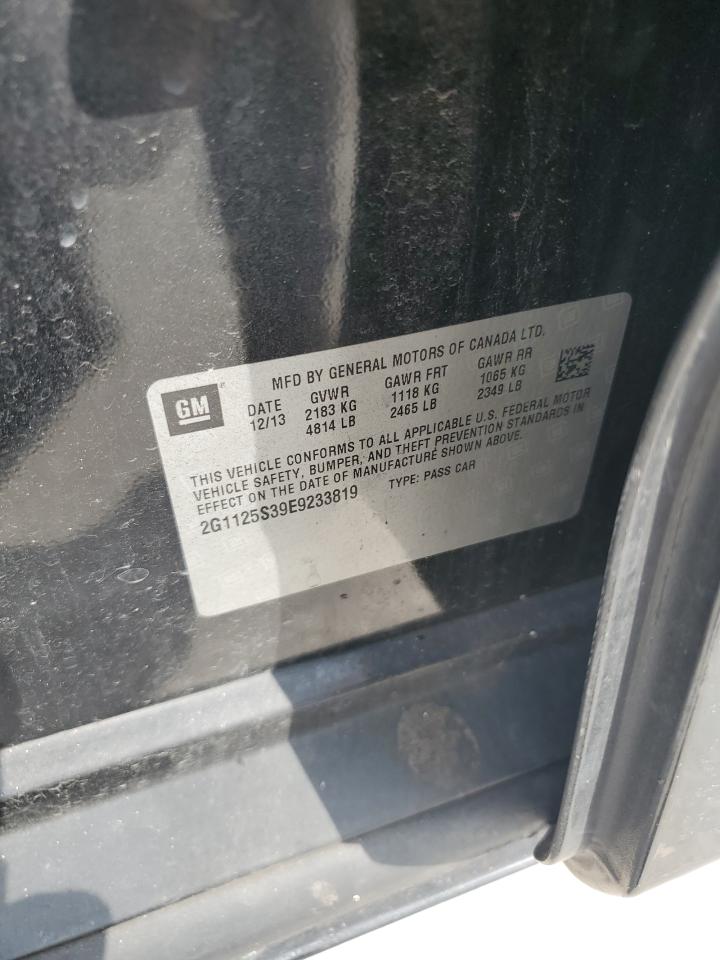 GM
MFD BY GENERAL MOTORS OF CANADA LTD.
DATE GVWR GAWR FRT GAWR RR
12/13 2183 KG 1118 KG 1065 KG
4814 LB 2465 LB 2349 LB
THIS VEHICLE CONFORMS TO ALL APPLICABLE U.S. FEDERAL MOTOR
VEHICLE SAFETY, BUMPER, AND THEFT PREVENTION STANDARDS IN
EFFECT ON THE DATE OF MANUFACTURE SHOWN ABOVE.
2G1125S39E9233819 TYPE: PASS CAR